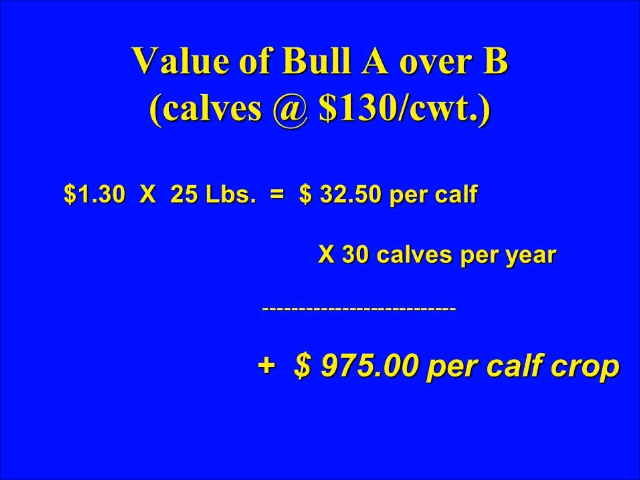 Value of Bull A over B
(calves @ $130/cwt.)
$1.30 X 25 Lbs. = $ 32.50 per calf
X 30 calves per year
---------------------------
+ $ 975.00 per calf crop